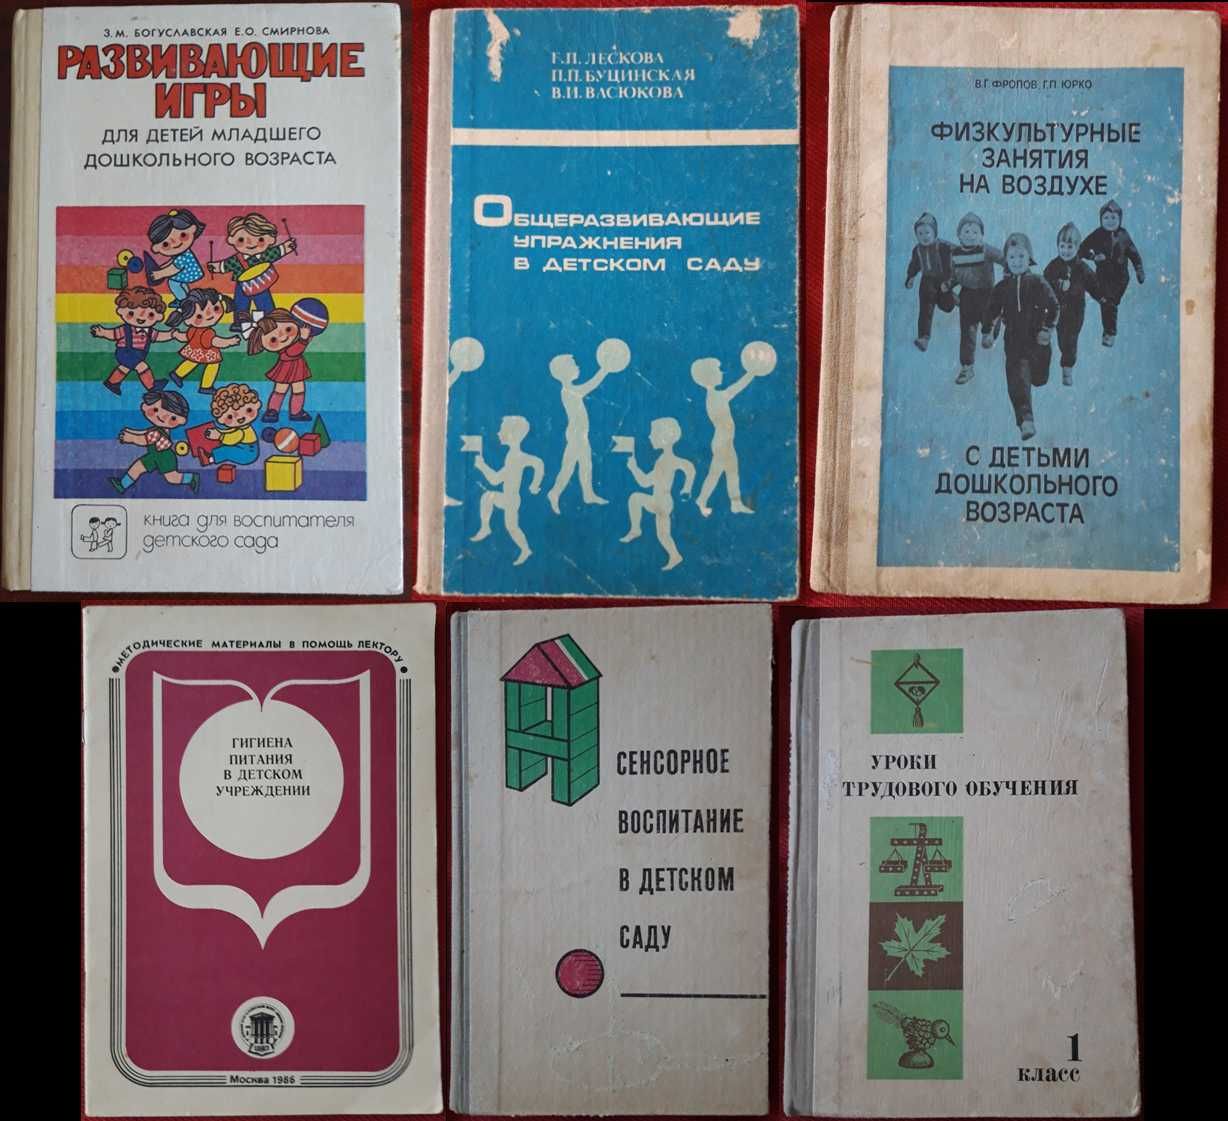 З.М. БОГУСЛАВСКАЯ Е.О. СМИРНОВА
РАЗВИВАЮЩИЕ
ИГРЫ
ДЛЯ ДЕТЕЙ МЛАДШЕГО
ДОШКОЛЬНОГО ВОЗРАСТА
книга для воспитателя
детского сада
Е.П. ЛЕСКОВА
П.П. БУЦИНСКАЯ
В.И. ВАСЮКОВА
ОБЩЕРАЗВИВАЮЩИЕ
УПРАЖНЕНИЯ
В ДЕТСКОМ САДУ
В.Г. ФРОЛОВ, Г.П. ЮРКО
ФИЗКУЛЬТУРНЫЕ
ЗАНЯТИЯ
НА ВОЗДУХЕ
С ДЕТЬМИ
ДОШКОЛЬНОГО
ВОЗРАСТА
МЕТОДИЧЕСКИЕ МАТЕРИАЛЫ В ПОМОЩЬ ЛЕКТОРУ
ГИГИЕНА
ПИТАНИЯ
В ДЕТСКОМ
УЧРЕЖДЕНИИ
Москва 1986
СЕНСОРНОЕ
ВОСПИТАНИЕ
В ДЕТСКОМ
САДУ
УРОКИ
ТРУДОВОГО ОБУЧЕНИЯ
1
КЛАСС